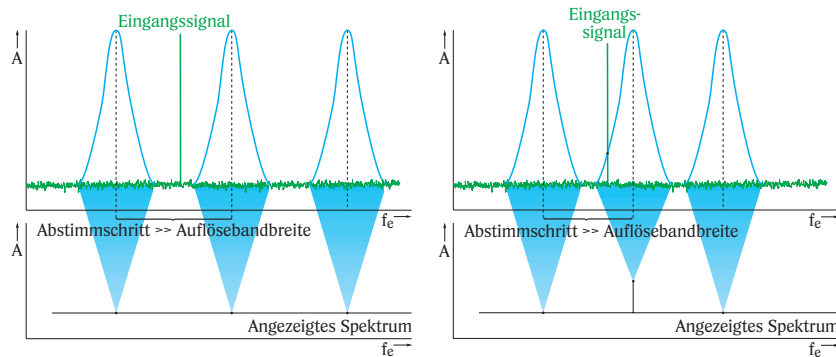 A
Eingangssignal
f_e
Abstimmschritt >> Auflösebandbreite
A
Angezeigtes Spektrum
f_e
A
Eingangs-
signal
f_e
Abstimmschritt >> Auflösebandbreite
A
Angezeigtes Spektrum
f_e